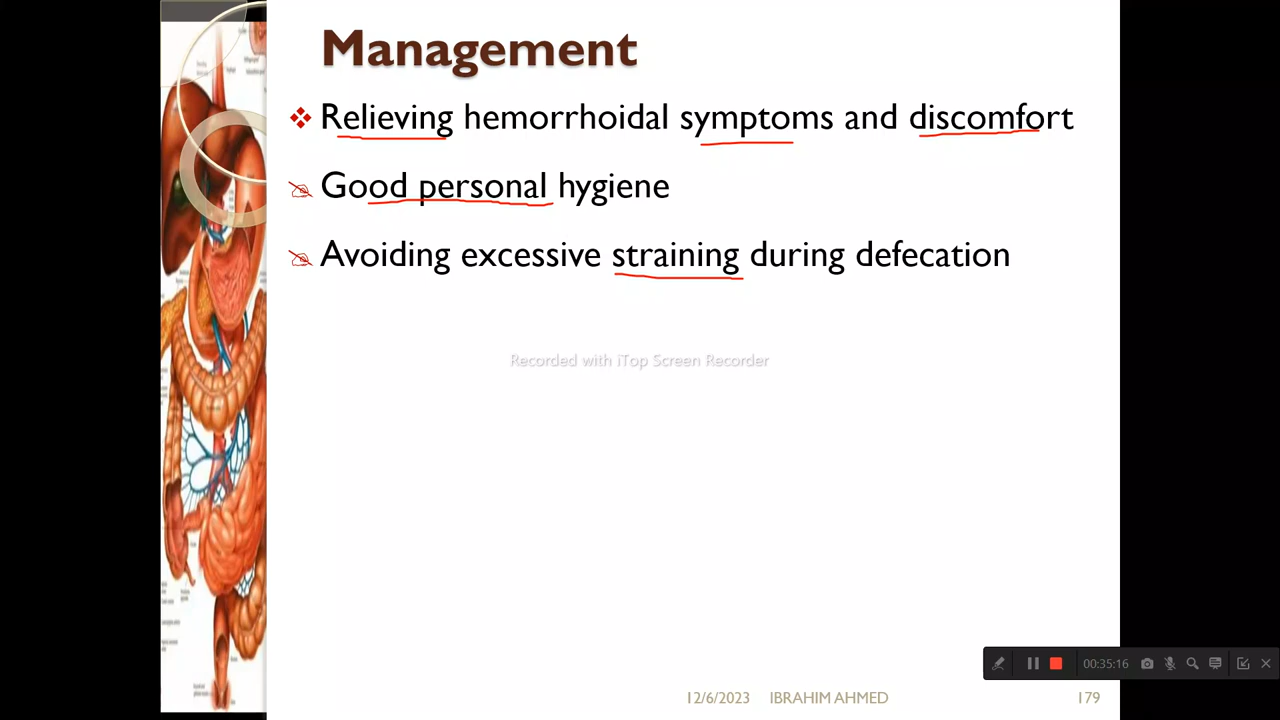 Management
Relieving hemorrhoidal symptoms and discomfort
Good personal hygiene
Avoiding excessive straining during defecation
Recorded with iTop Screen Recorder
00:35:16
12/6/2023 IBRAHIM AHMED 179